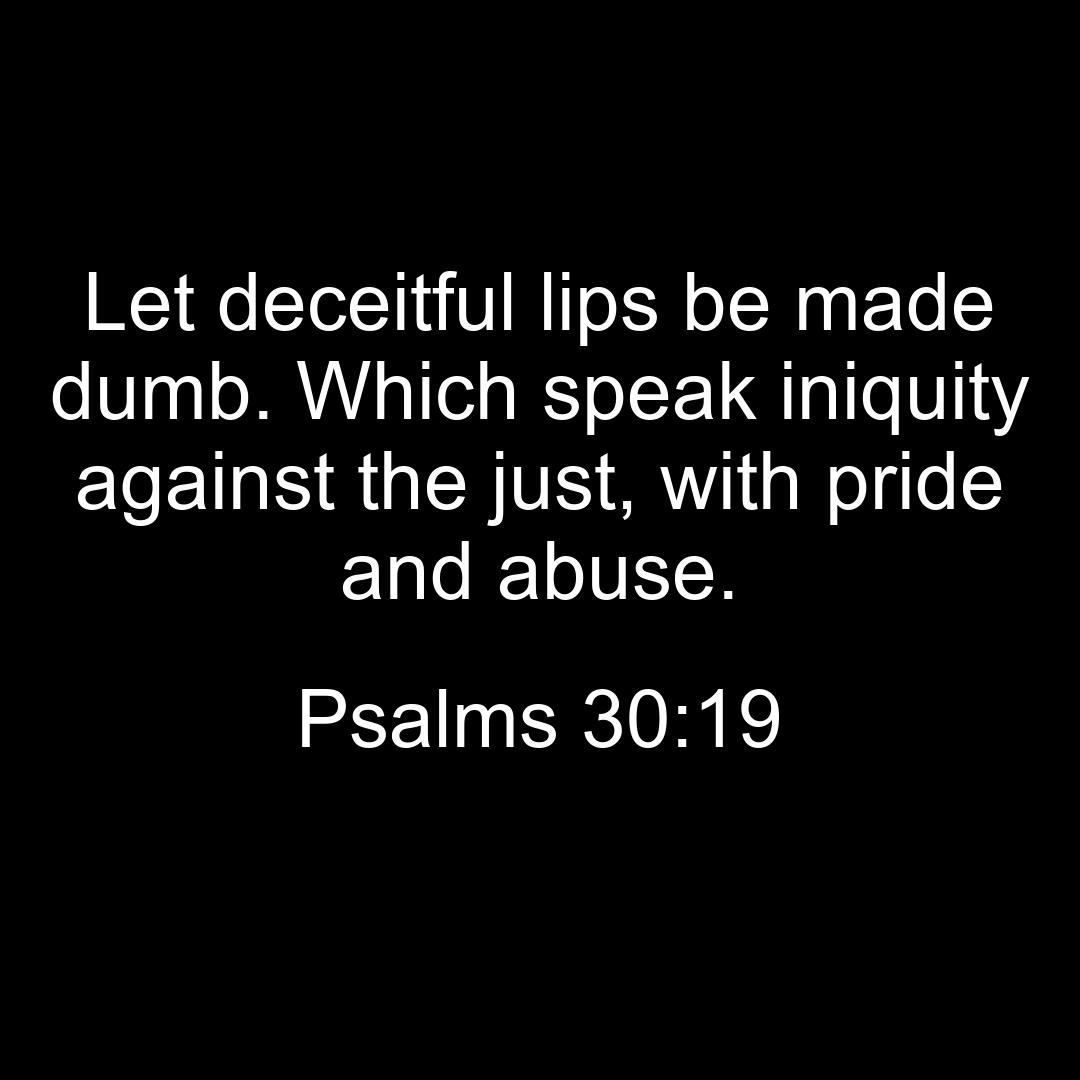 Let deceitful lips be made
dumb. Which speak iniquity
against the just, with pride
and abuse.
Psalms 30:19